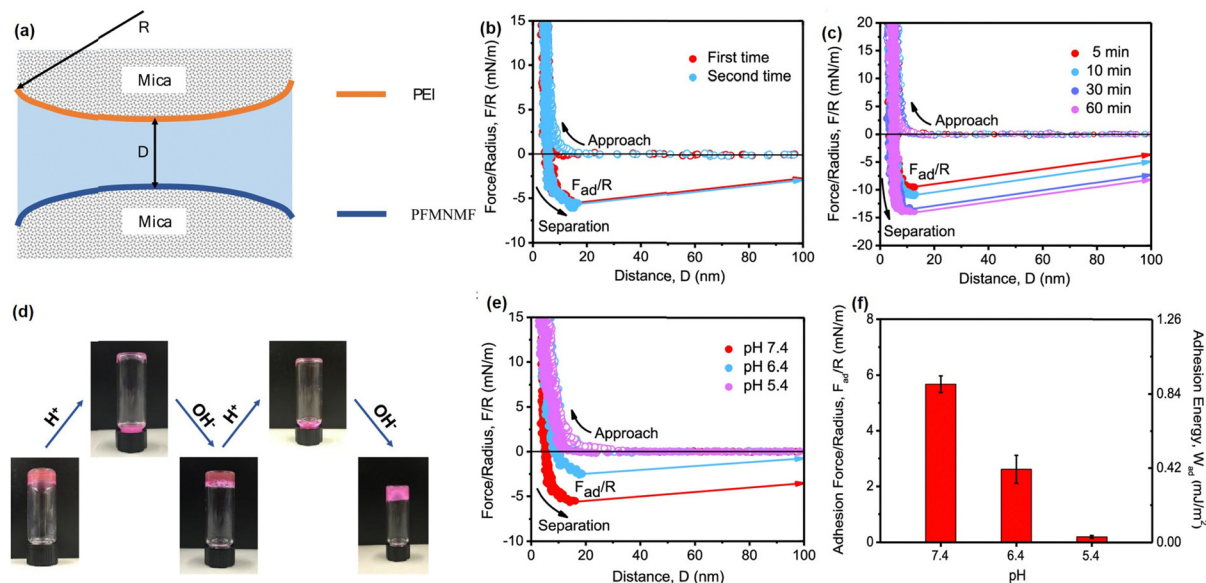 (a)
R
Mica
PEI
D
PFMNMF
Mica
(b)
Force/Radius, F/R (mN/m)
15
10
5
0
-5
-10
First time
Second time
Approach
F_ad/R
Separation
0 20 40 60 80 100
Distance, D (nm)
(c)
Force/Radius, F/R (mN/m)
20
15
10
5
0
-5
-10
-15
-20
5 min
10 min
30 min
60 min
Approach
F_ad/R
Separation
0 20 40 60 80 100
Distance, D (nm)
(d)
H⁺
OH⁻
H⁺
OH⁻
(e)
Force/Radius, F/R (mN/m)
15
10
5
0
-5
-10
pH 7.4
pH 6.4
pH 5.4
Approach
F_ad/R
Separation
0 20 40 60 80 100
Distance, D (nm)
(f)
Adhesion Force/Radius, F_ad/R (mN/m)
8
6
4
2
0
1.26
0.84
0.42
0.00
Adhesion Energy, W_ad (mJ/m²)
7.4 6.4 5.4
pH